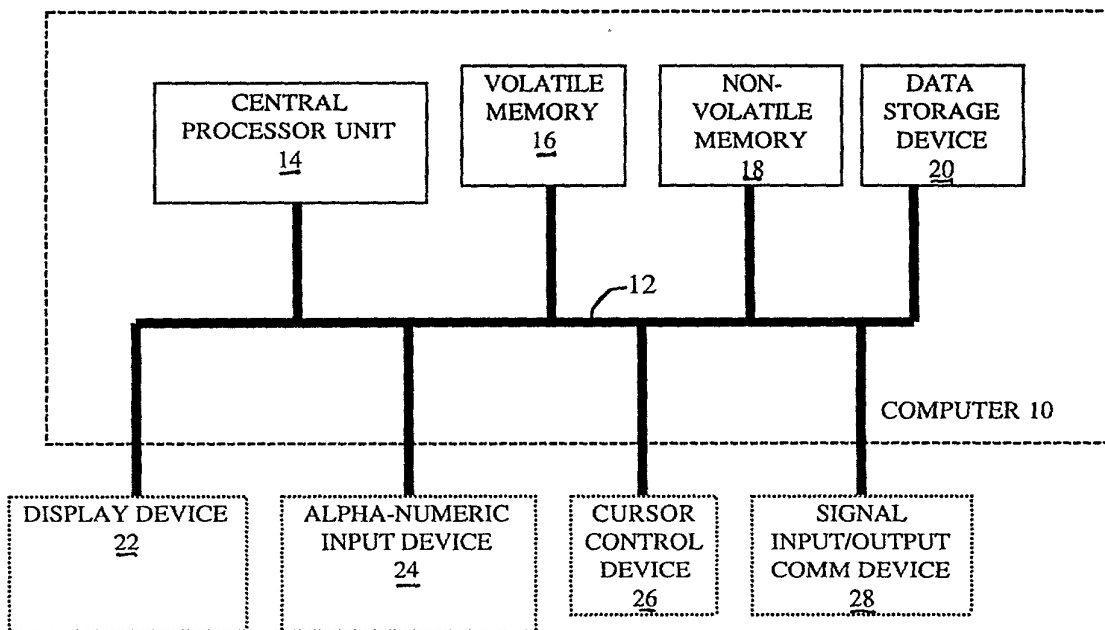 CENTRAL
PROCESSOR UNIT
14
VOLATILE
MEMORY
16
NON-
VOLATILE
MEMORY
18
DATA
STORAGE
DEVICE
20
12
COMPUTER 10
DISPLAY DEVICE
22
ALPHA-NUMERIC
INPUT DEVICE
24
CURSOR
CONTROL
DEVICE
26
SIGNAL
INPUT/OUTPUT
COMM DEVICE
28